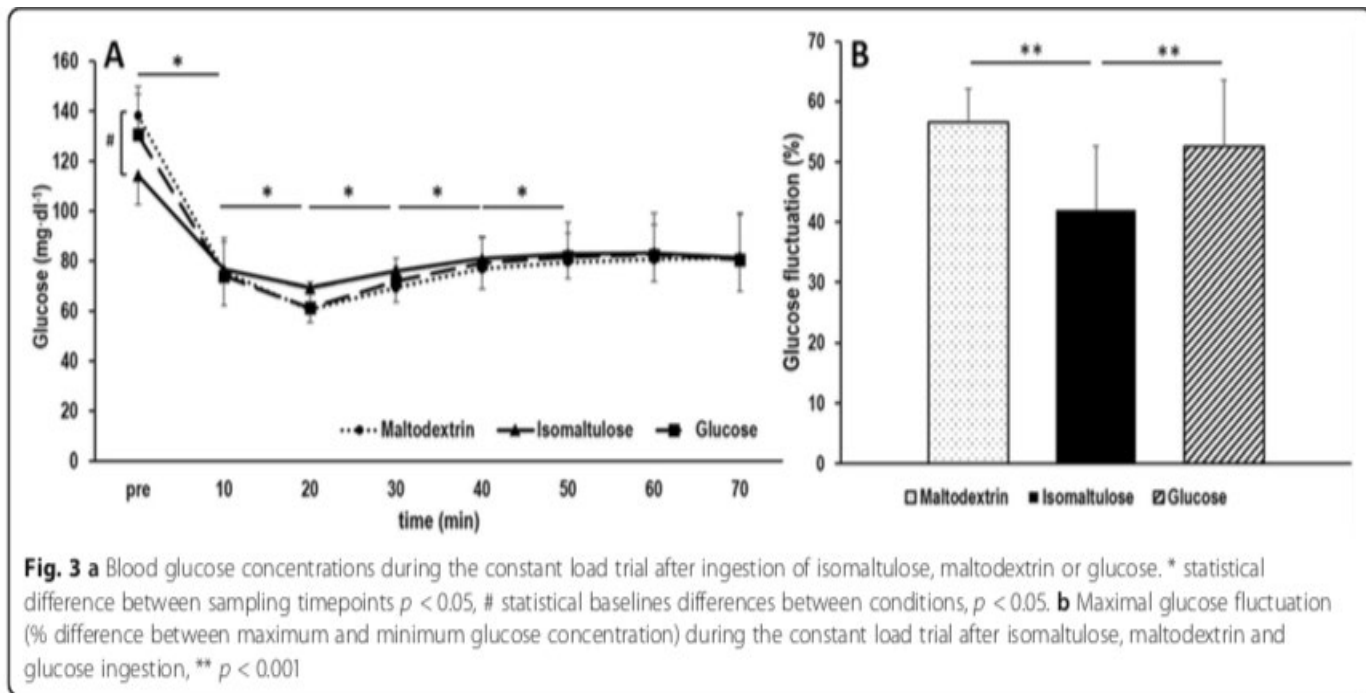 A
160
140
120
100
80
60
40
20
0
Glucose (mg·dl⁻¹)
*
#
* * * *
Maltodextrin Isomaltulose Glucose
pre 10 20 30 40 50 60 70
time (min)
B
70
60
50
40
30
20
10
0
Glucose fluctuation (%)
** **
Maltodextrin Isomaltulose Glucose
Fig. 3 a Blood glucose concentrations during the constant load trial after ingestion of isomaltulose, maltodextrin or glucose. * statistical
difference between sampling timepoints p < 0.05, # statistical baselines differences between conditions, p < 0.05. b Maximal glucose fluctuation
(% difference between maximum and minimum glucose concentration) during the constant load trial after isomaltulose, maltodextrin and
glucose ingestion, ** p < 0.001